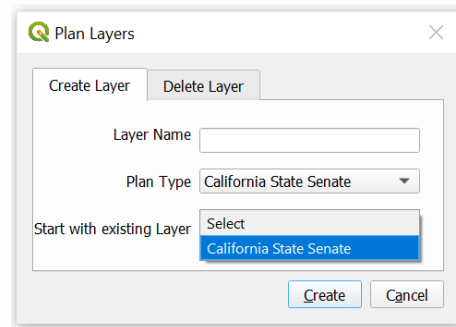 Plan Layers
Create Layer Delete Layer
Layer Name
Plan Type California State Senate
Start with existing Layer Select
California State Senate
Create Cancel